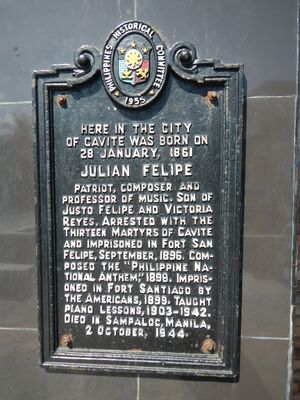 PHILIPPINES HISTORICAL COMMITTEE
1955
HERE IN THE CITY
OF CAVITE WAS BORN ON
28 JANUARY, 1861
JULIAN FELIPE
PATRIOT, COMPOSER AND
PROFESSOR OF MUSIC. SON OF
JUSTO FELIPE AND VICTORIA
REYES. ARRESTED WITH THE
THIRTEEN MARTYRS OF CAVITE
AND IMPRISONED IN FORT SAN
FELIPE, SEPTEMBER, 1896. COM-
POSED THE "PHILIPPINE NA-
TIONAL ANTHEM," 1898. IMPRIS-
ONED IN FORT SANTIAGO BY
THE AMERICANS, 1899. TAUGHT
PIANO LESSONS, 1903-1942.
DIED IN SAMPALOC, MANILA,
2 OCTOBER, 1944